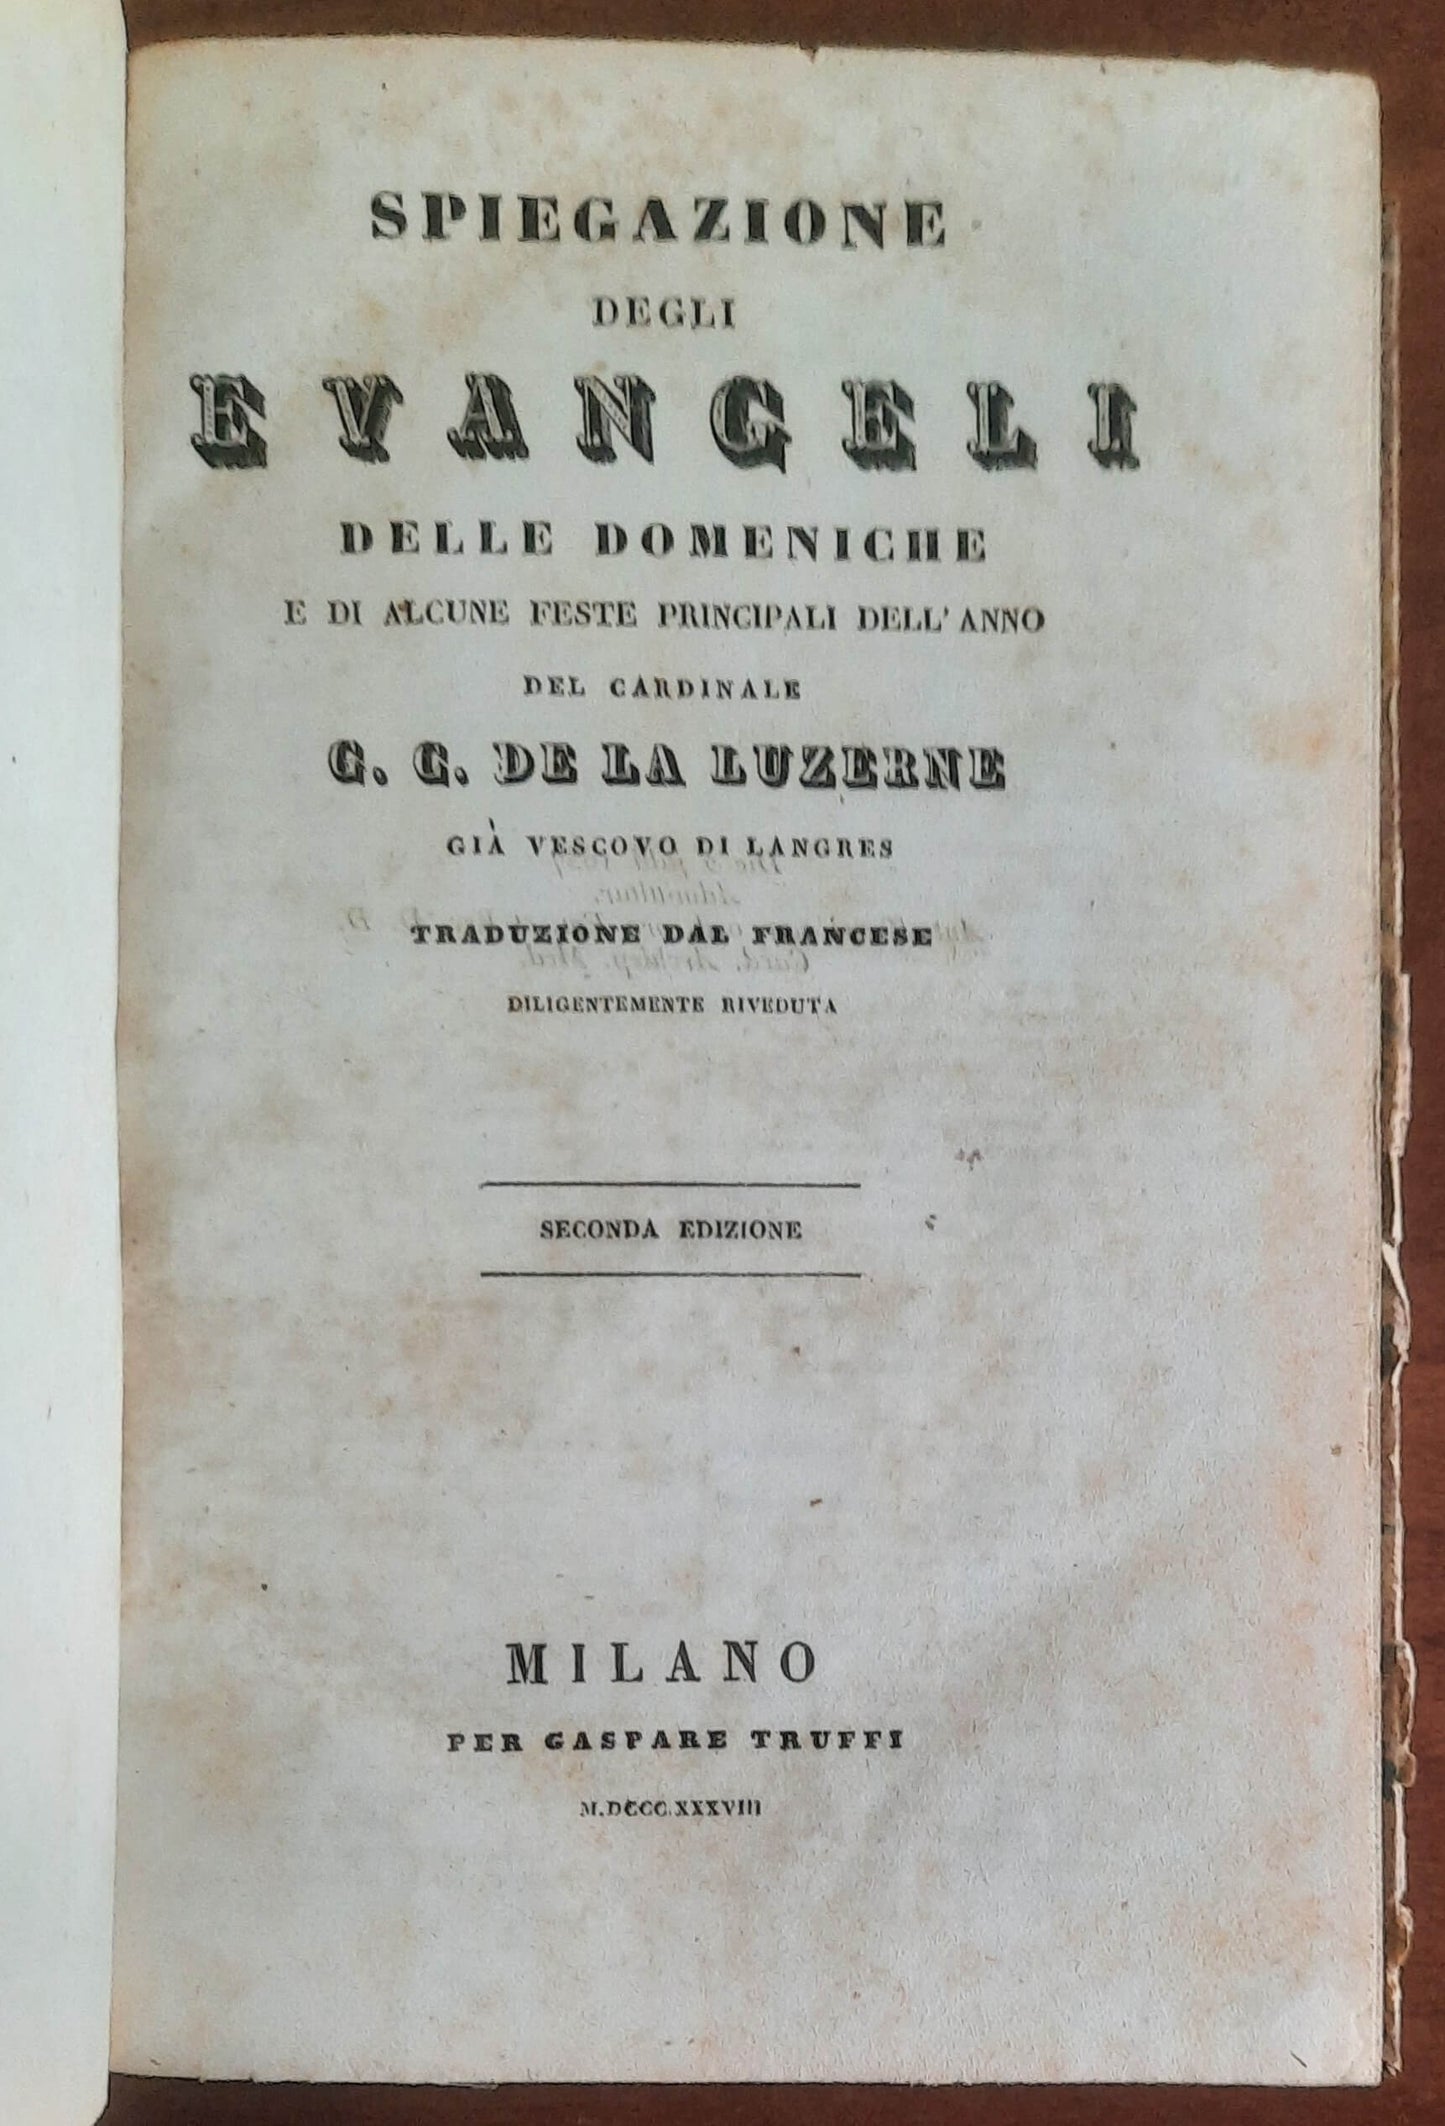 SPIEGAZIONE
DEGLI
EVANGELI
DELLE DOMENICHE
E DI ALCUNE FESTE PRINCIPALI DELL' ANNO
DEL CARDINALE
G. G. DE LA LUZERNE
GIÀ VESCOVO DI LANGRES
TRADUZIONE DAL FRANCESE
DILIGENTEMENTE RIVEDUTA
SECONDA EDIZIONE
MILANO
PER GASPARE TRUFFI
M.DCCC.XXXVIII